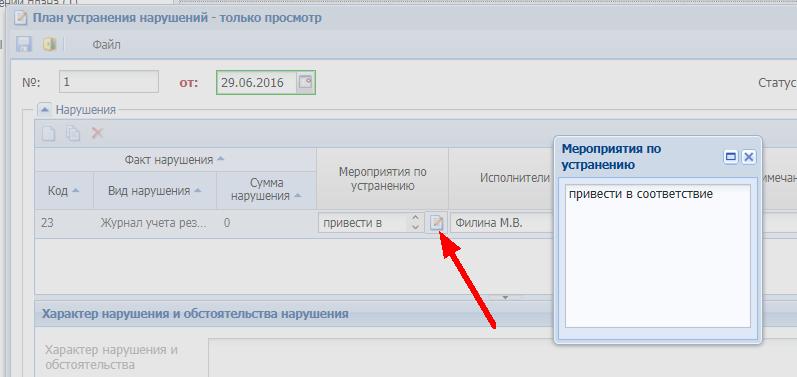 План устранения нарушений - только просмотр
Файл
№: 1 от: 29.06.2016 Статус
Нарушения
Факт нарушения
Код Вид нарушения Сумма нарушения Мероприятия по устранению Исполнители
23 Журнал учета рез... 0 привести в Филина М.В.
Мероприятия по
устранению
привести в соответствие
Характер нарушения и обстоятельства нарушения
Характер нарушения и
обстоятельства